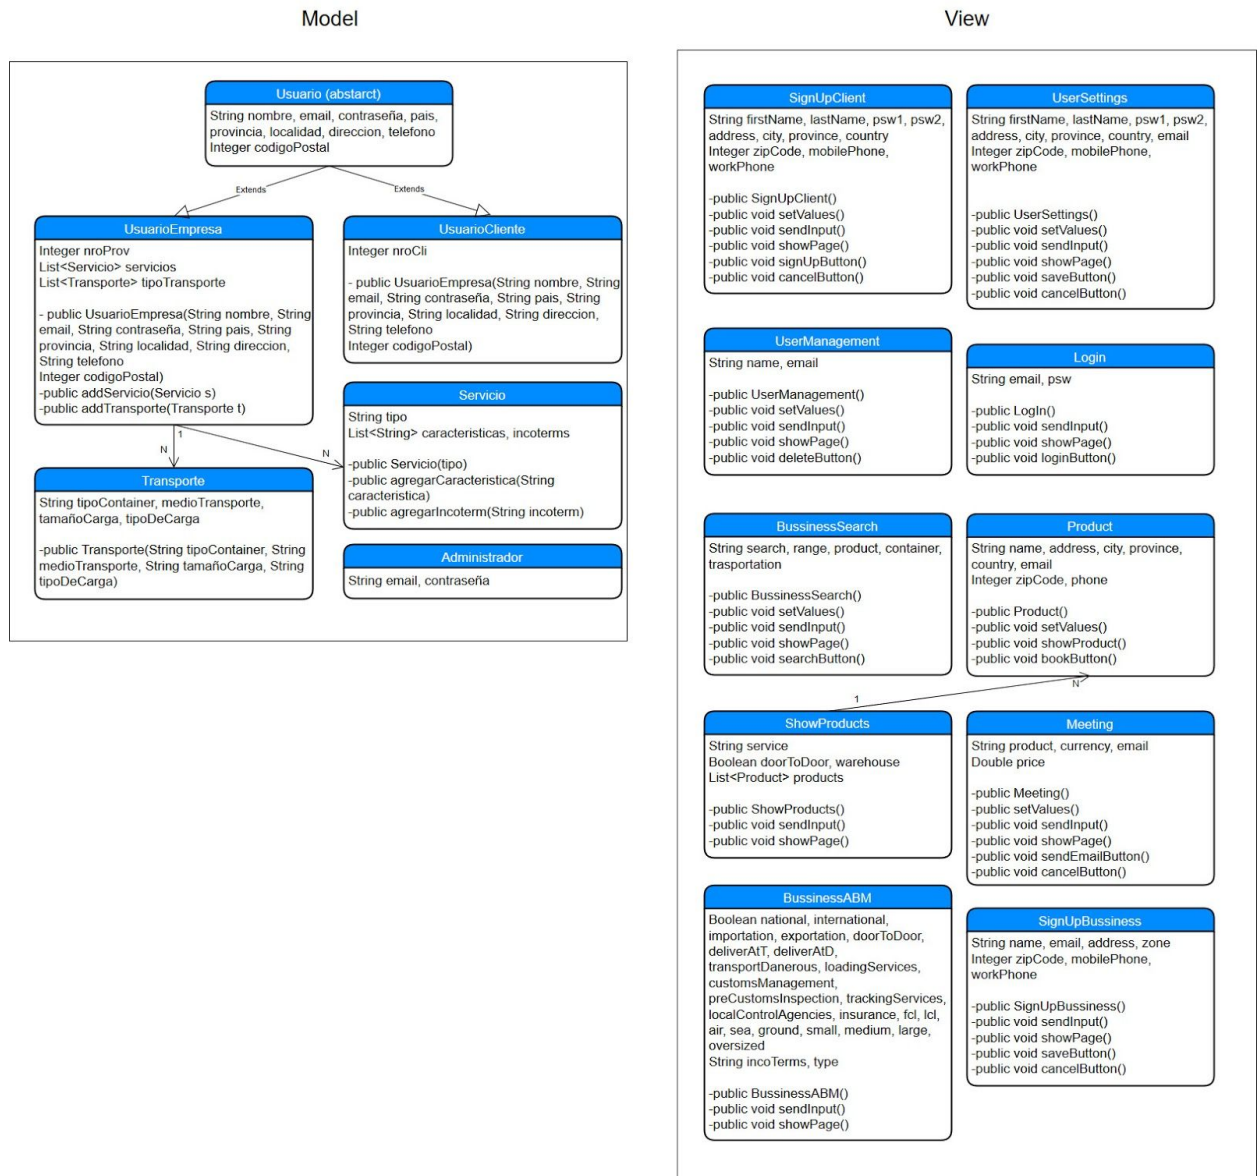 Model
View
Usuario (abstarct)
String nombre, email, contraseña, pais,
provincia, localidad, direccion, telefono
Integer codigoPostal
Extends
Extends
UsuarioEmpresa
Integer nroProv
List<Servicio> servicios
List<Transporte> tipoTransporte
- public UsuarioEmpresa(String nombre, String
email, String contraseña, String pais, String
provincia, String localidad, String direccion,
String telefono
Integer codigoPostal)
-public addServicio(Servicio s)
-public addTransporte(Transporte t)
UsuarioCliente
Integer nroCli
- public UsuarioEmpresa(String nombre, String
email, String contraseña, String pais, String
provincia, String localidad, String direccion,
String telefono
Integer codigoPostal)
Servicio
String tipo
List<String> caracteristicas, incoterms
-public Servicio(tipo)
-public agregarCaracteristica(String
caracteristica)
-public agregarIncoterm(String incoterm)
1
N
N
Transporte
String tipoContainer, medioTransporte,
tamañoCarga, tipoDeCarga
-public Transporte(String tipoContainer, String
medioTransporte, String tamañoCarga, String
tipoDeCarga)
Administrador
String email, contraseña
SignUpClient
String firstName, lastName, psw1, psw2,
address, city, province, country
Integer zipCode, mobilePhone,
workPhone
-public SignUpClient()
-public void setValues()
-public void sendInput()
-public void showPage()
-public void signUpButton()
-public void cancelButton()
UserSettings
String firstName, lastName, psw1, psw2,
address, city, province, country, email
Integer zipCode, mobilePhone,
workPhone
-public UserSettings()
-public void setValues()
-public void sendInput()
-public void showPage()
-public void saveButton()
-public void cancelButton()
UserManagement
String name, email
-public UserManagement()
-public void setValues()
-public void sendInput()
-public void showPage()
-public void deleteButton()
Login
String email, psw
-public LogIn()
-public void sendInput()
-public void showPage()
-public void loginButton()
BussinessSearch
String search, range, product, container,
trasportation
-public BussinessSearch()
-public void setValues()
-public void sendInput()
-public void showPage()
-public void searchButton()
Product
String name, address, city, province,
country, email
Integer zipCode, phone
-public Product()
-public void setValues()
-public void showProduct()
-public void bookButton()
1
N
ShowProducts
String service
Boolean doorToDoor, warehouse
List<Product> products
-public ShowProducts()
-public void sendInput()
-public void showPage()
Meeting
String product, currency, email
Double price
-public Meeting()
-public setValues()
-public void sendInput()
-public void showPage()
-public void sendEmailButton()
-public void cancelButton()
BussinessABM
Boolean national, international,
importation, exportation, doorToDoor,
deliverAtT, deliverAtD,
transportDanerous, loadingServices,
customsManagement,
preCustomsInspection, trackingServices,
localControlAgencies, insurance, fcl, lcl,
air, sea, ground, small, medium, large,
oversized
String incoTerms, type
-public BussinessABM()
-public void sendInput()
-public void showPage()
SignUpBussiness
String name, email, address, zone
Integer zipCode, mobilePhone,
workPhone
-public SignUpBussiness()
-public void sendInput()
-public void showPage()
-public void saveButton()
-public void cancelButton()